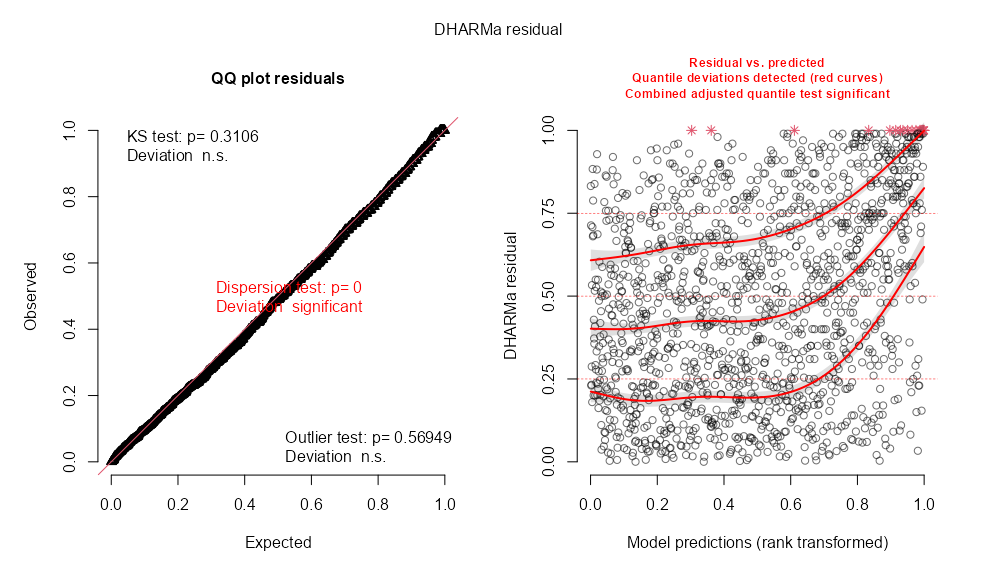 DHARMa residual
QQ plot residuals
KS test: p= 0.3106
Deviation n.s.
Dispersion test: p= 0
Deviation significant
Outlier test: p= 0.56949
Deviation n.s.
Observed
0.0 0.2 0.4 0.6 0.8 1.0
0.0 0.2 0.4 0.6 0.8 1.0
Expected
Residual vs. predicted
Quantile deviations detected (red curves)
Combined adjusted quantile test significant
DHARMa residual
0.00 0.25 0.50 0.75 1.00
0.0 0.2 0.4 0.6 0.8 1.0
Model predictions (rank transformed)